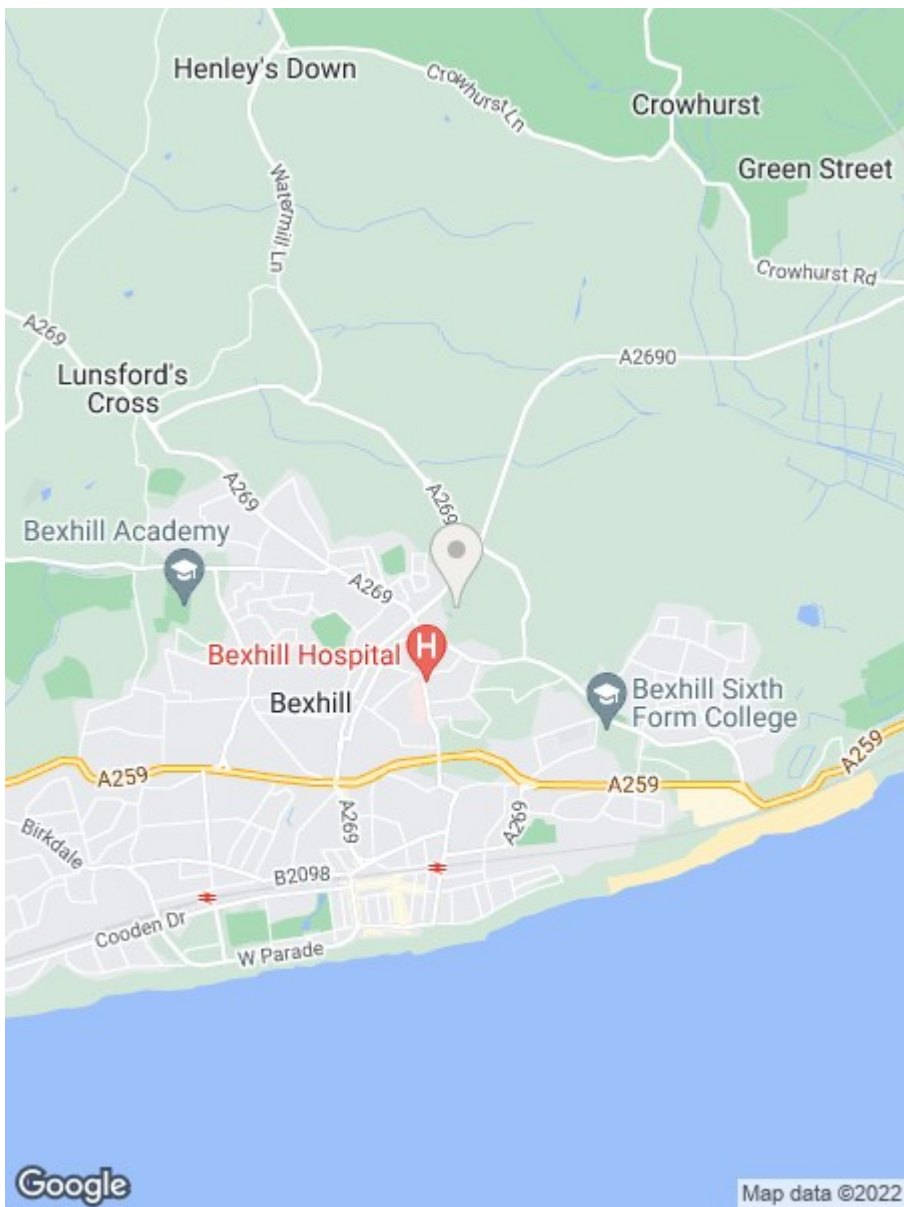 Henley's Down
Crowhurst Ln
Crowhurst
Green Street
Watermill Ln
Crowhurst Rd
A269
A2690
Lunsford's
Cross
A269
A269
Bexhill Academy
A269
Bexhill Hospital
H
Bexhill Sixth
Form College
Bexhill
A259
A259
A259
A269
A269
Birkdale
B2098
Cooden Dr
W Parade
Google
Map data ©2022